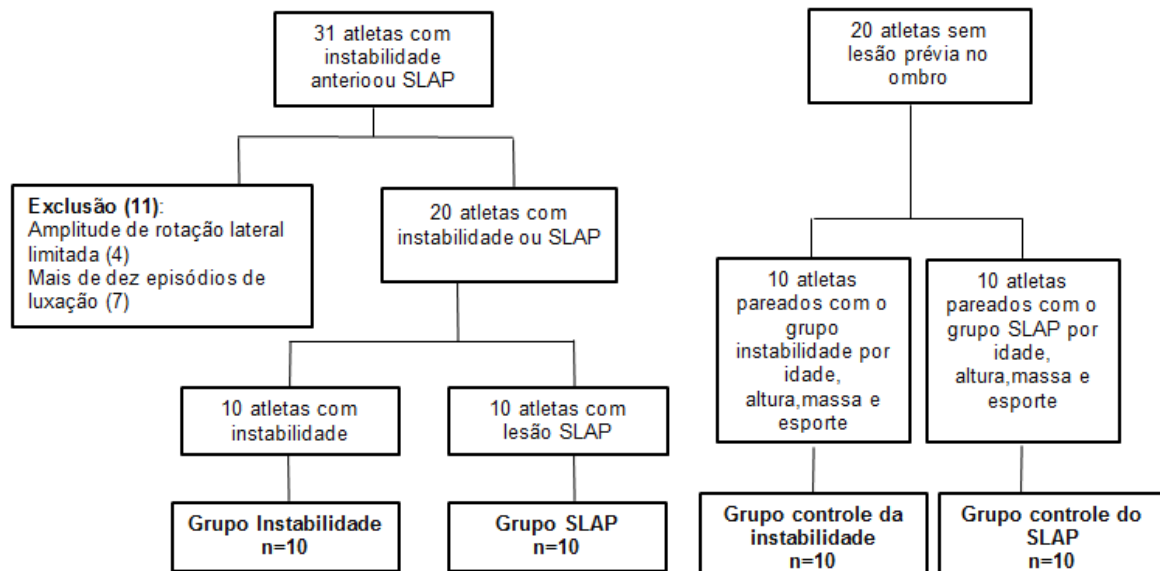 31 atletas com
instabilidade
anterioou SLAP
20 atletas sem
lesão prévia no
ombro
Exclusão (11):
Amplitude de rotação lateral
limitada (4)
Mais de dez episódios de
luxação (7)
20 atletas com
instabilidade ou SLAP
10 atletas
pareados com o
grupo
instabilidade por
idade,
altura,massa e
esporte
10 atletas
pareados com o
grupo SLAP por
idade,
altura,massa e
esporte
10 atletas com
instabilidade
10 atletas com
lesão SLAP
Grupo Instabilidade
n=10
Grupo SLAP
n=10
Grupo controle da
instabilidade
n=10
Grupo controle do
SLAP
n=10